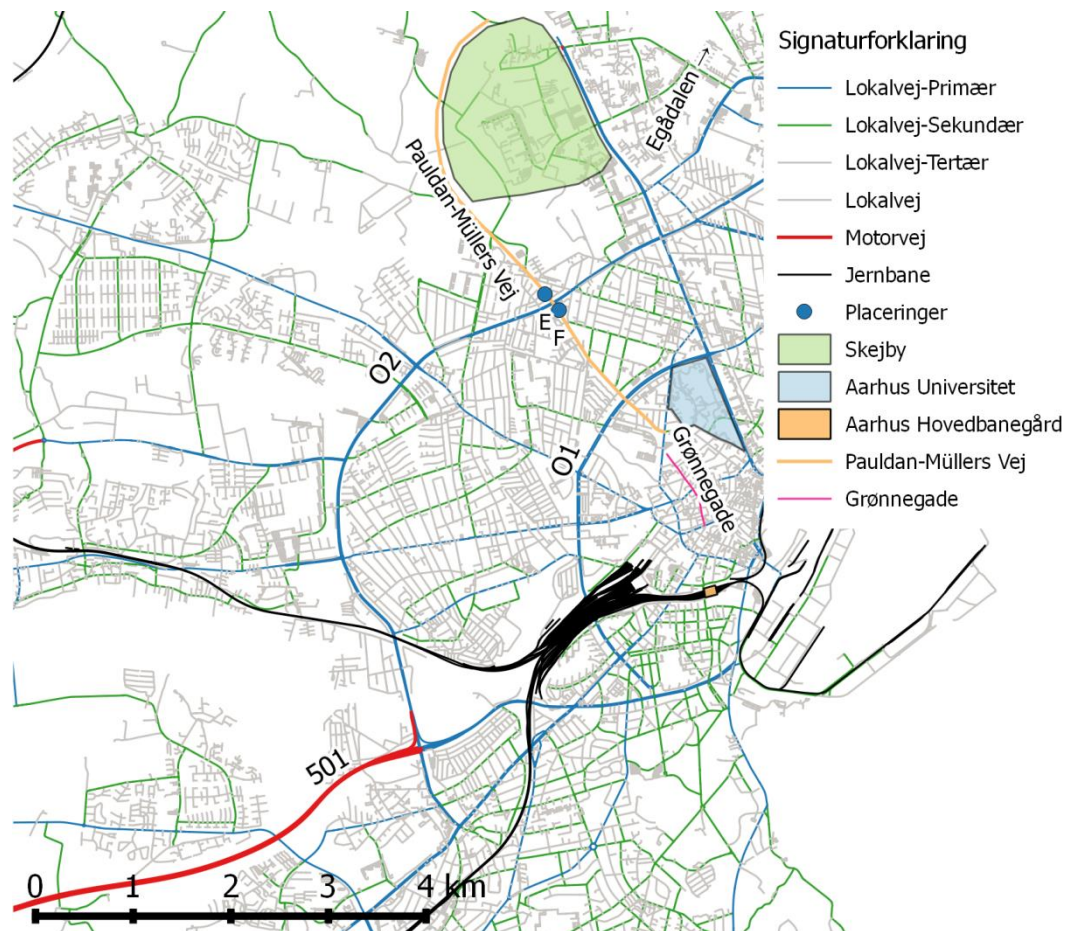 Signaturforklaring
Lokalvej-Primær
Lokalvej-Sekundær
Lokalvej-Tertær
Lokalvej
Motorvej
Jernbane
Placeringer
Skejby
Aarhus Universitet
Aarhus Hovedbanegård
Pauldan-Müllers Vej
Grønnegade
Egådalen →
Pauldan-Müllers Vej
E
F
O2
O1
Grønnegade
501
0 1 2 3 4 km